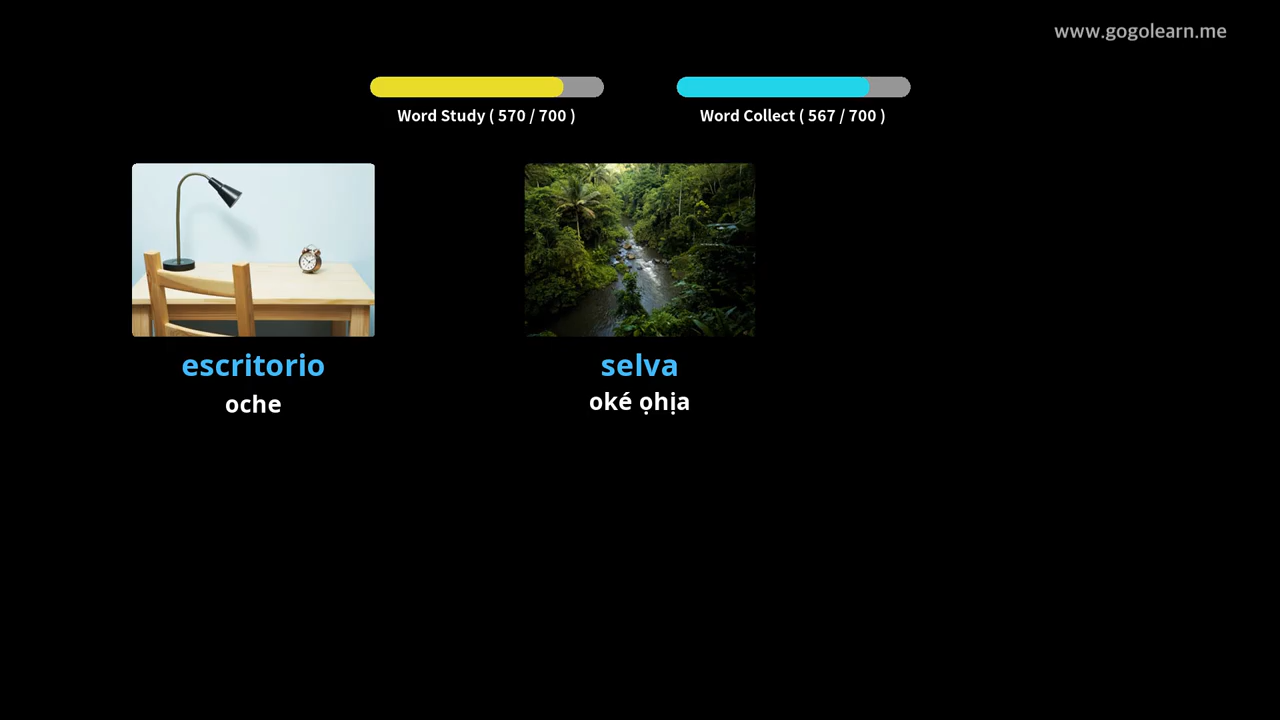 www.gogolearn.me
Word Study ( 570 / 700 )
Word Collect ( 567 / 700 )
escritorio
selva
oche
oké ọhịa